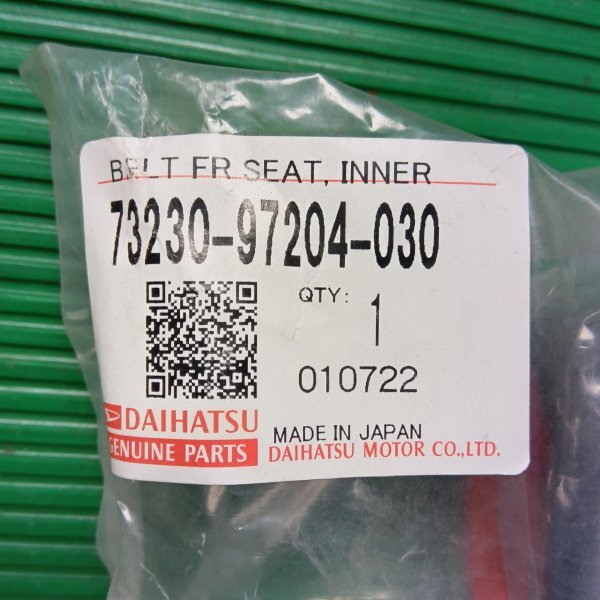 BELT FR SEAT, INNER
73230-97204-030
QTY: 1
010722
DAIHATSU
GENUINE PARTS
MADE IN JAPAN
DAIHATSU MOTOR CO.,LTD.